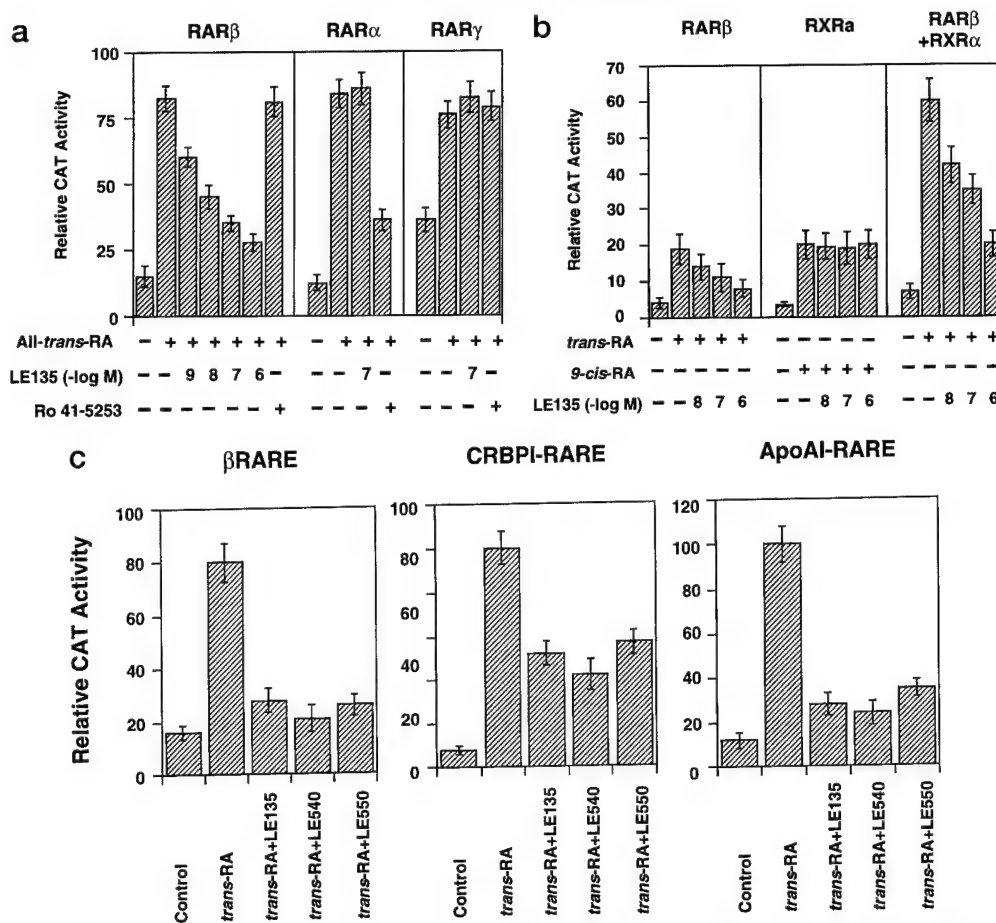 a
RARβ RARα RARγ
Relative CAT Activity
100
75
50
25
0
All-trans-RA − + + + + + + − + + + − + + +
LE135 (-log M) − − 9 8 7 6 − − − 7 − − − 7 −
Ro 41-5253 − − − − − − + − − − + − − − +
b
RARβ RXRa RARβ
+RXRα
Relative CAT Activity
70
60
50
40
30
20
10
0
trans-RA − + + + + − − − − − − + + + +
9-cis-RA − − − − − − + + + + − − − − −
LE135 (-log M) − − 8 7 6 − − 8 7 6 − − 8 7 6
c
βRARE CRBPI-RARE ApoAI-RARE
Relative CAT Activity
100
80
60
40
20
0
100
80
60
40
20
0
120
100
80
60
40
20
0
Control
trans-RA
trans-RA+LE135
trans-RA+LE540
trans-RA+LE550
Control
trans-RA
trans-RA+LE135
trans-RA+LE540
trans-RA+LE550
Control
trans-RA
trans-RA+LE135
trans-RA+LE540
trans-RA+LE550